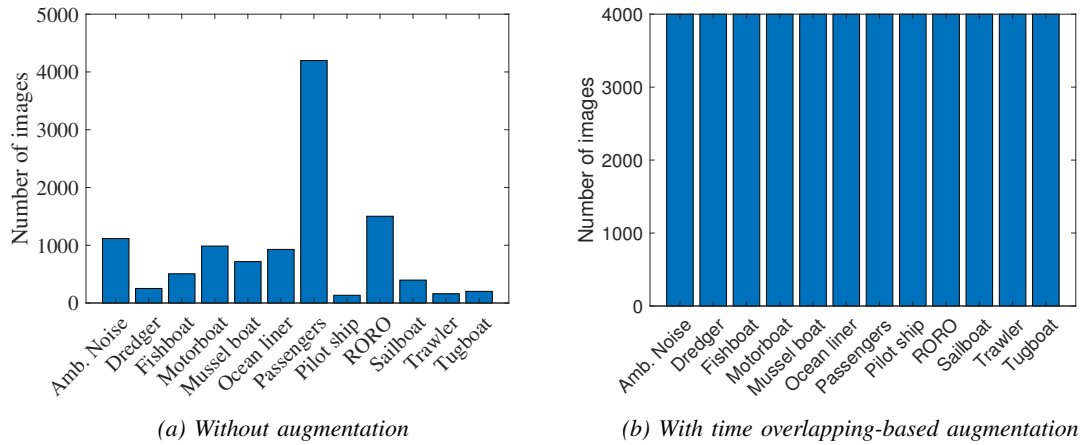 Number of images
5000
4000
3000
2000
1000
0
Amb. Noise
Dredger
Fishboat
Motorboat
Mussel boat
Ocean liner
Passengers
Pilot ship
RORO
Sailboat
Trawler
Tugboat
(a) Without augmentation
Number of images
4000
3000
2000
1000
0
Amb. Noise
Dredger
Fishboat
Motorboat
Mussel boat
Ocean liner
Passengers
Pilot ship
RORO
Sailboat
Trawler
Tugboat
(b) With time overlapping-based augmentation